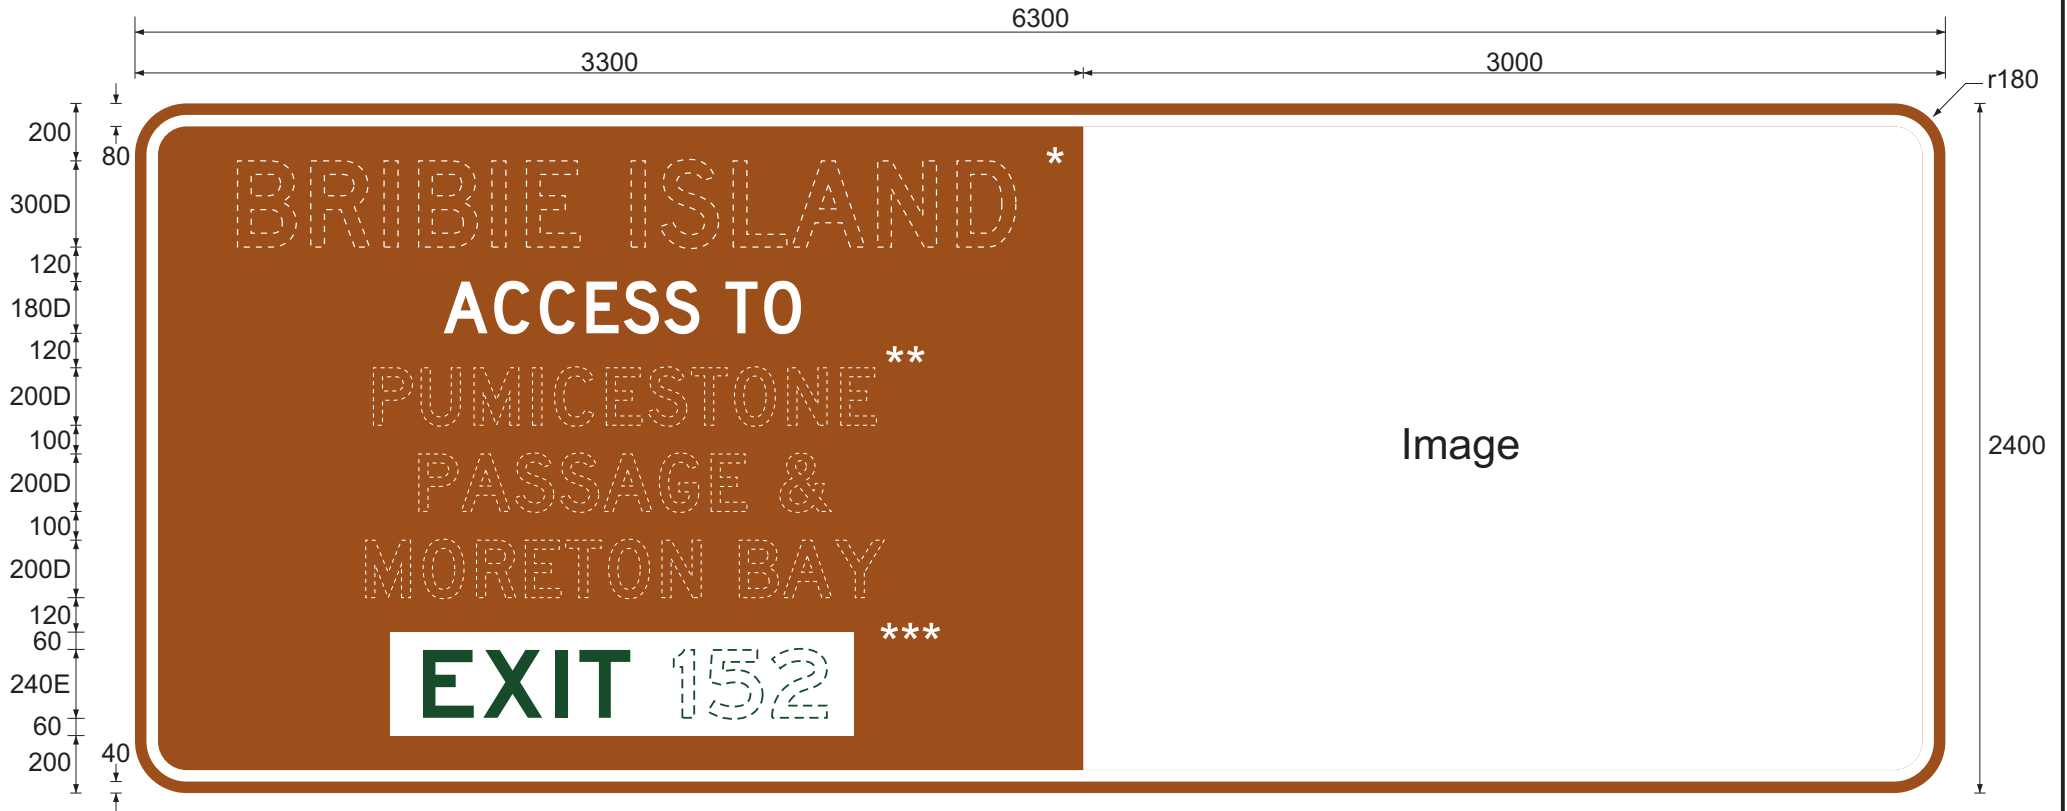 6300
3300 3000
r180
200
80
BRIBIE ISLAND *
300D
120
ACCESS TO
180D
120
PUMICESTONE **
200D
100
PASSAGE &
200D
100
MORETON BAY
200D
120
60
EXIT 152 ***
240E
60
200
40
Image
2400